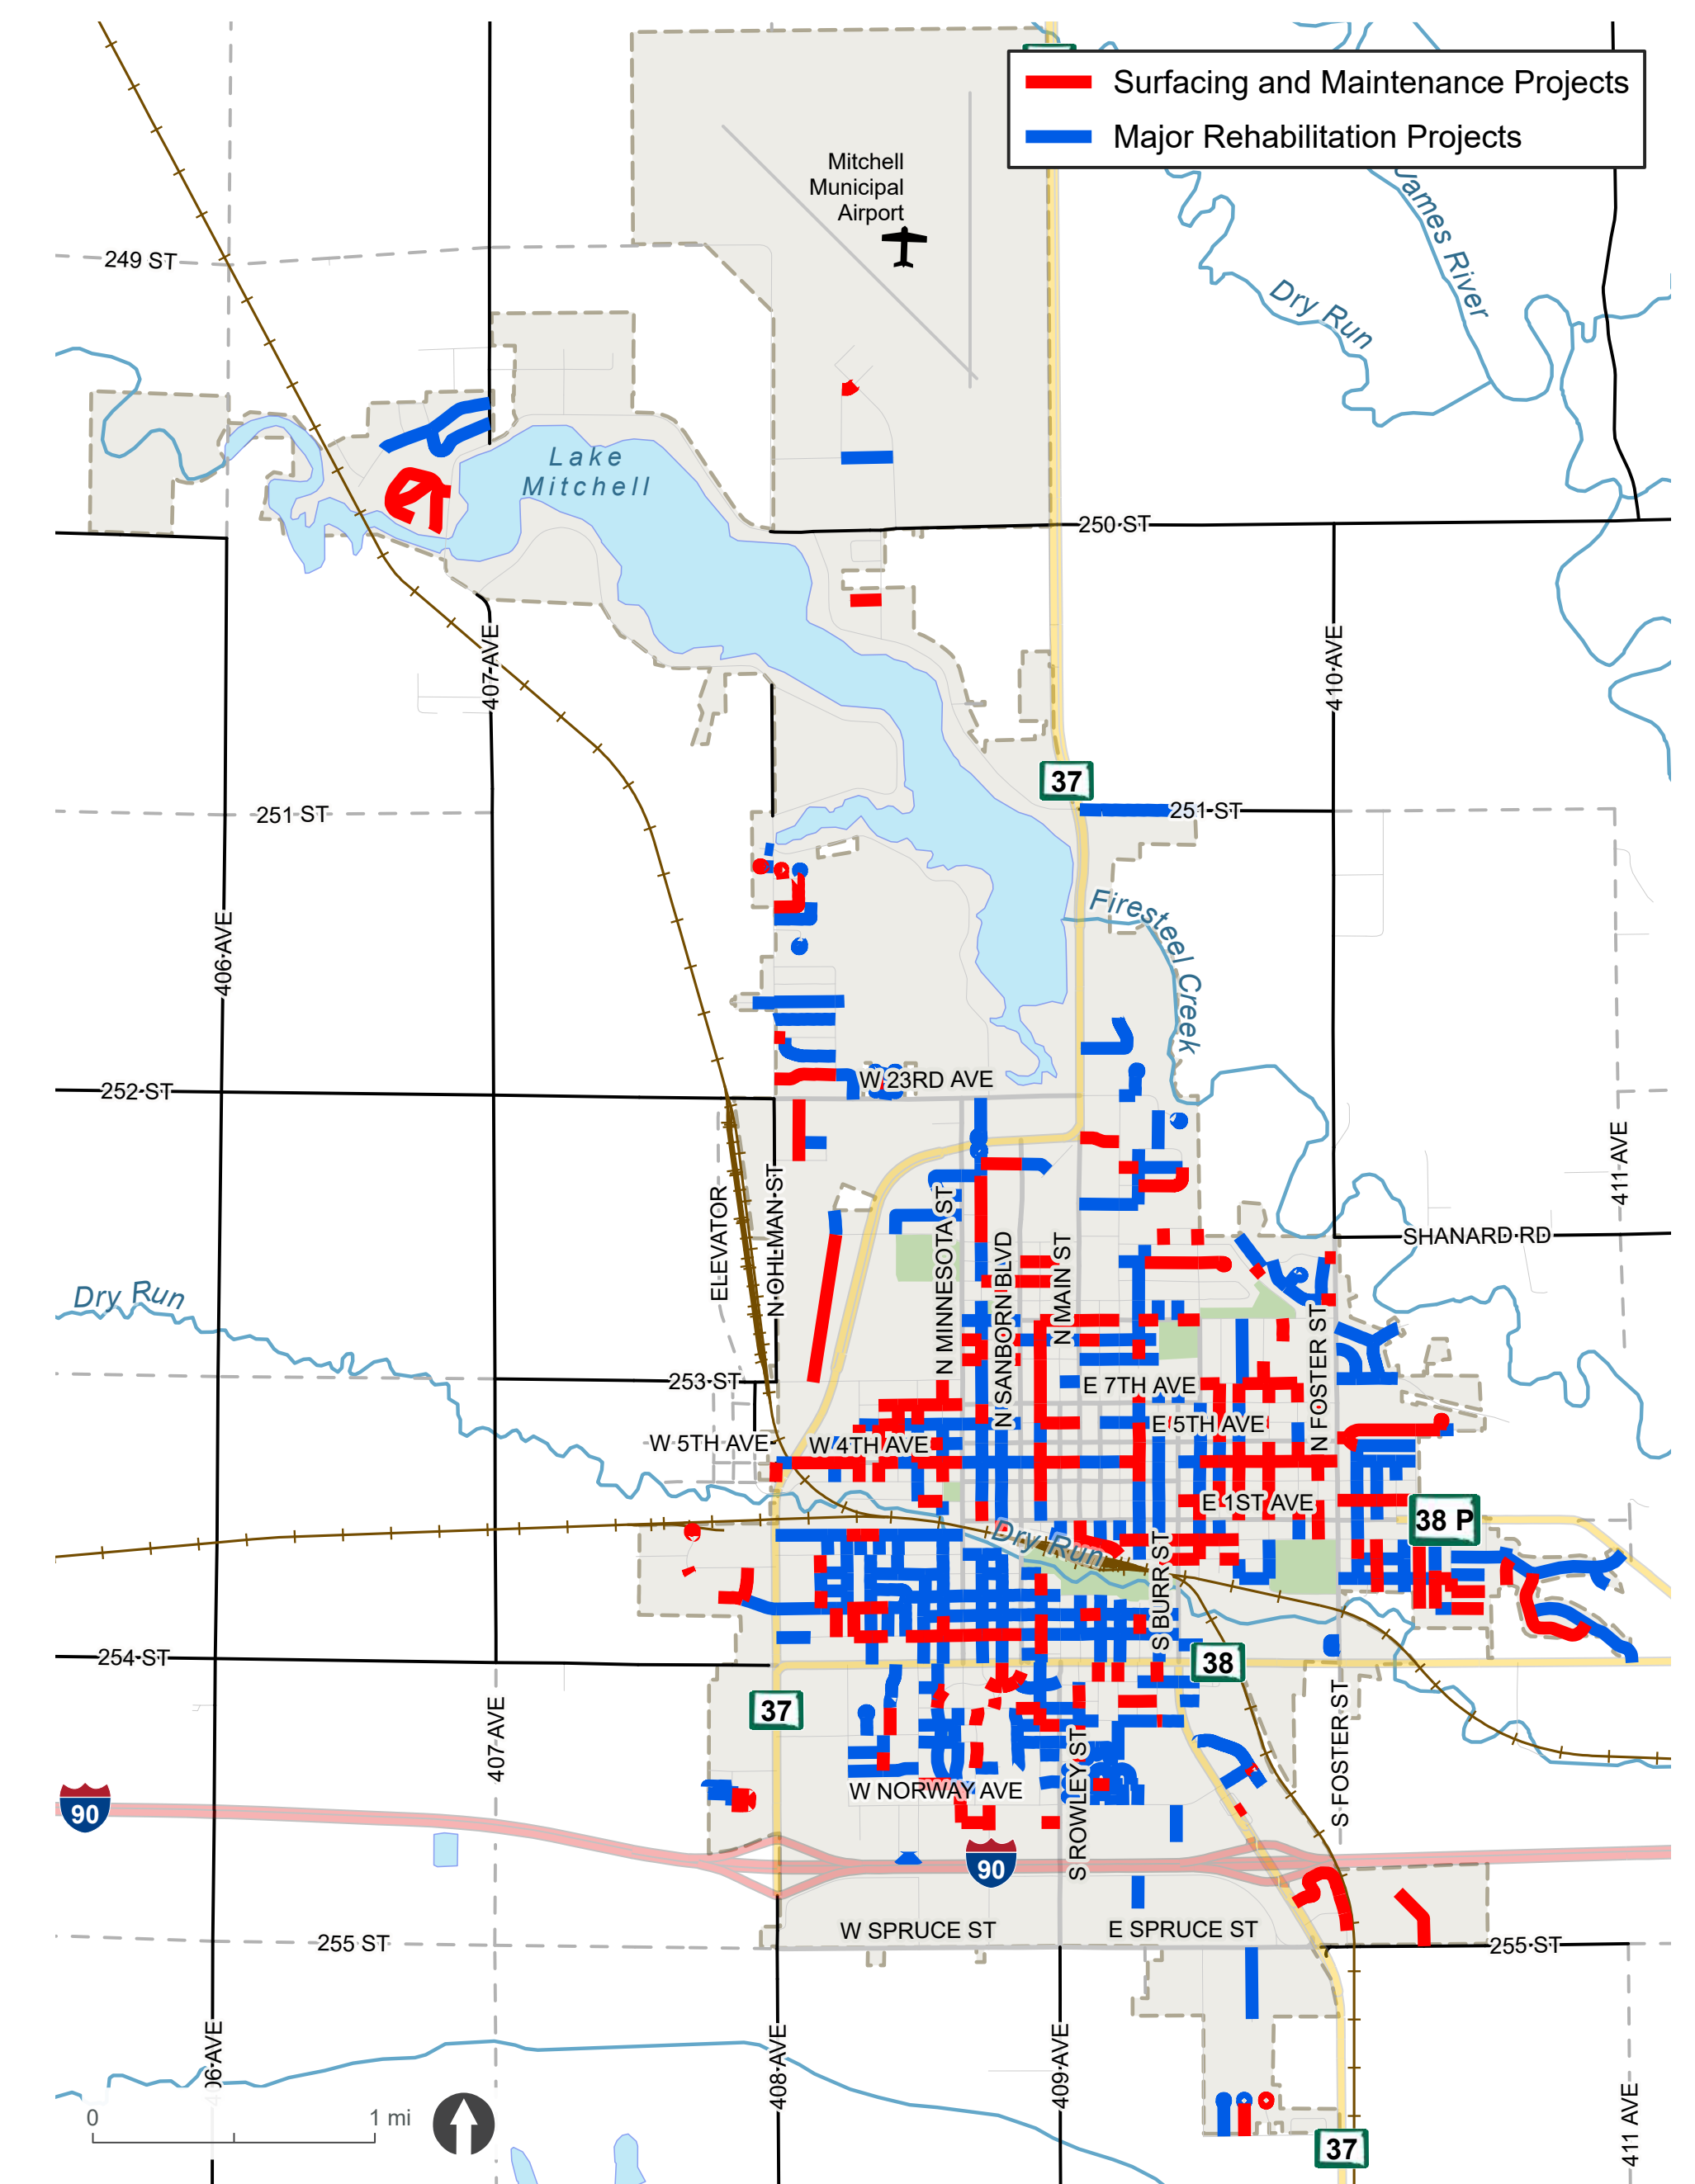 Surfacing and Maintenance Projects
Major Rehabilitation Projects
Mitchell
Municipal
Airport
James River
Dry Run
249 ST
Lake
Mitchell
250 ST
407 AVE
410 AVE
37
251 ST
251 ST
Firesteel Creek
406 AVE
W 23RD AVE
252 ST
411 AVE
ELEVATOR
N OHLMAN ST
N MINNESOTA ST
N SANBORN BLVD
N MAIN ST
SHANARD RD
Dry Run
N FOSTER ST
253 ST
E 7TH AVE
E 5TH AVE
W 5TH AVE
W 4TH AVE
E 1ST AVE
38 P
Dry Run
S BURR ST
254 ST
38
37
407 AVE
S ROWLEY ST
S FOSTER ST
W NORWAY AVE
90
90
W SPRUCE ST
E SPRUCE ST
255 ST
255 ST
406 AVE
408 AVE
409 AVE
411 AVE
0
1 mi
37